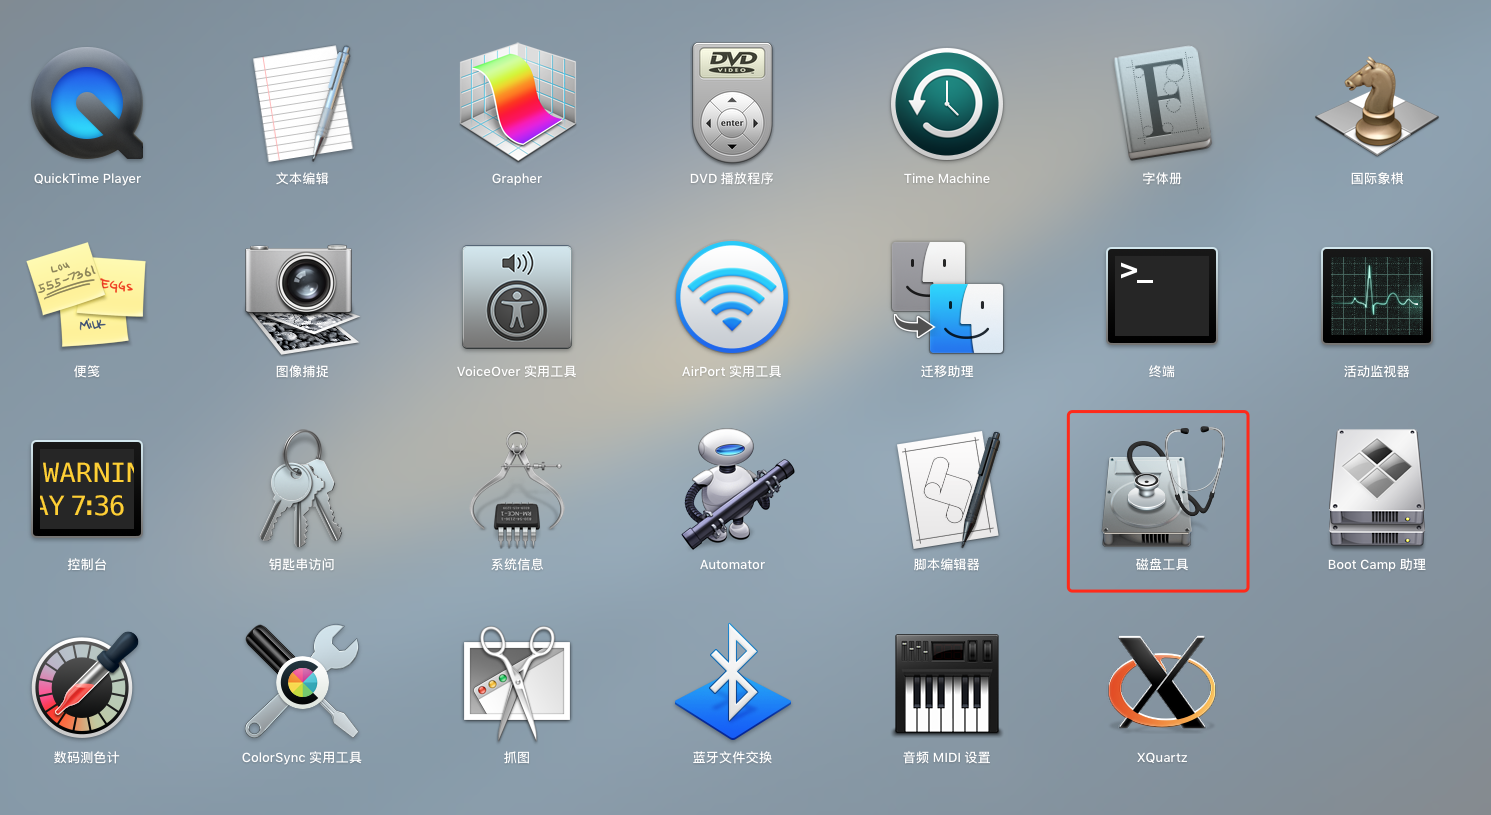 DVD
VIDEO
enter
F
QuickTime Player
文本编辑
Grapher
DVD 播放程序
Time Machine
字体册
国际象棋
Lou
555-7361
EGGS
MILK
>_
便笺
图像捕捉
VoiceOver 实用工具
AirPort 实用工具
迁移助理
终端
活动监视器
WARNIN
AY 7:36
控制台
钥匙串访问
系统信息
Automator
脚本编辑器
磁盘工具
Boot Camp 助理
数码测色计
ColorSync 实用工具
抓图
蓝牙文件交换
音频 MIDI 设置
XQuartz